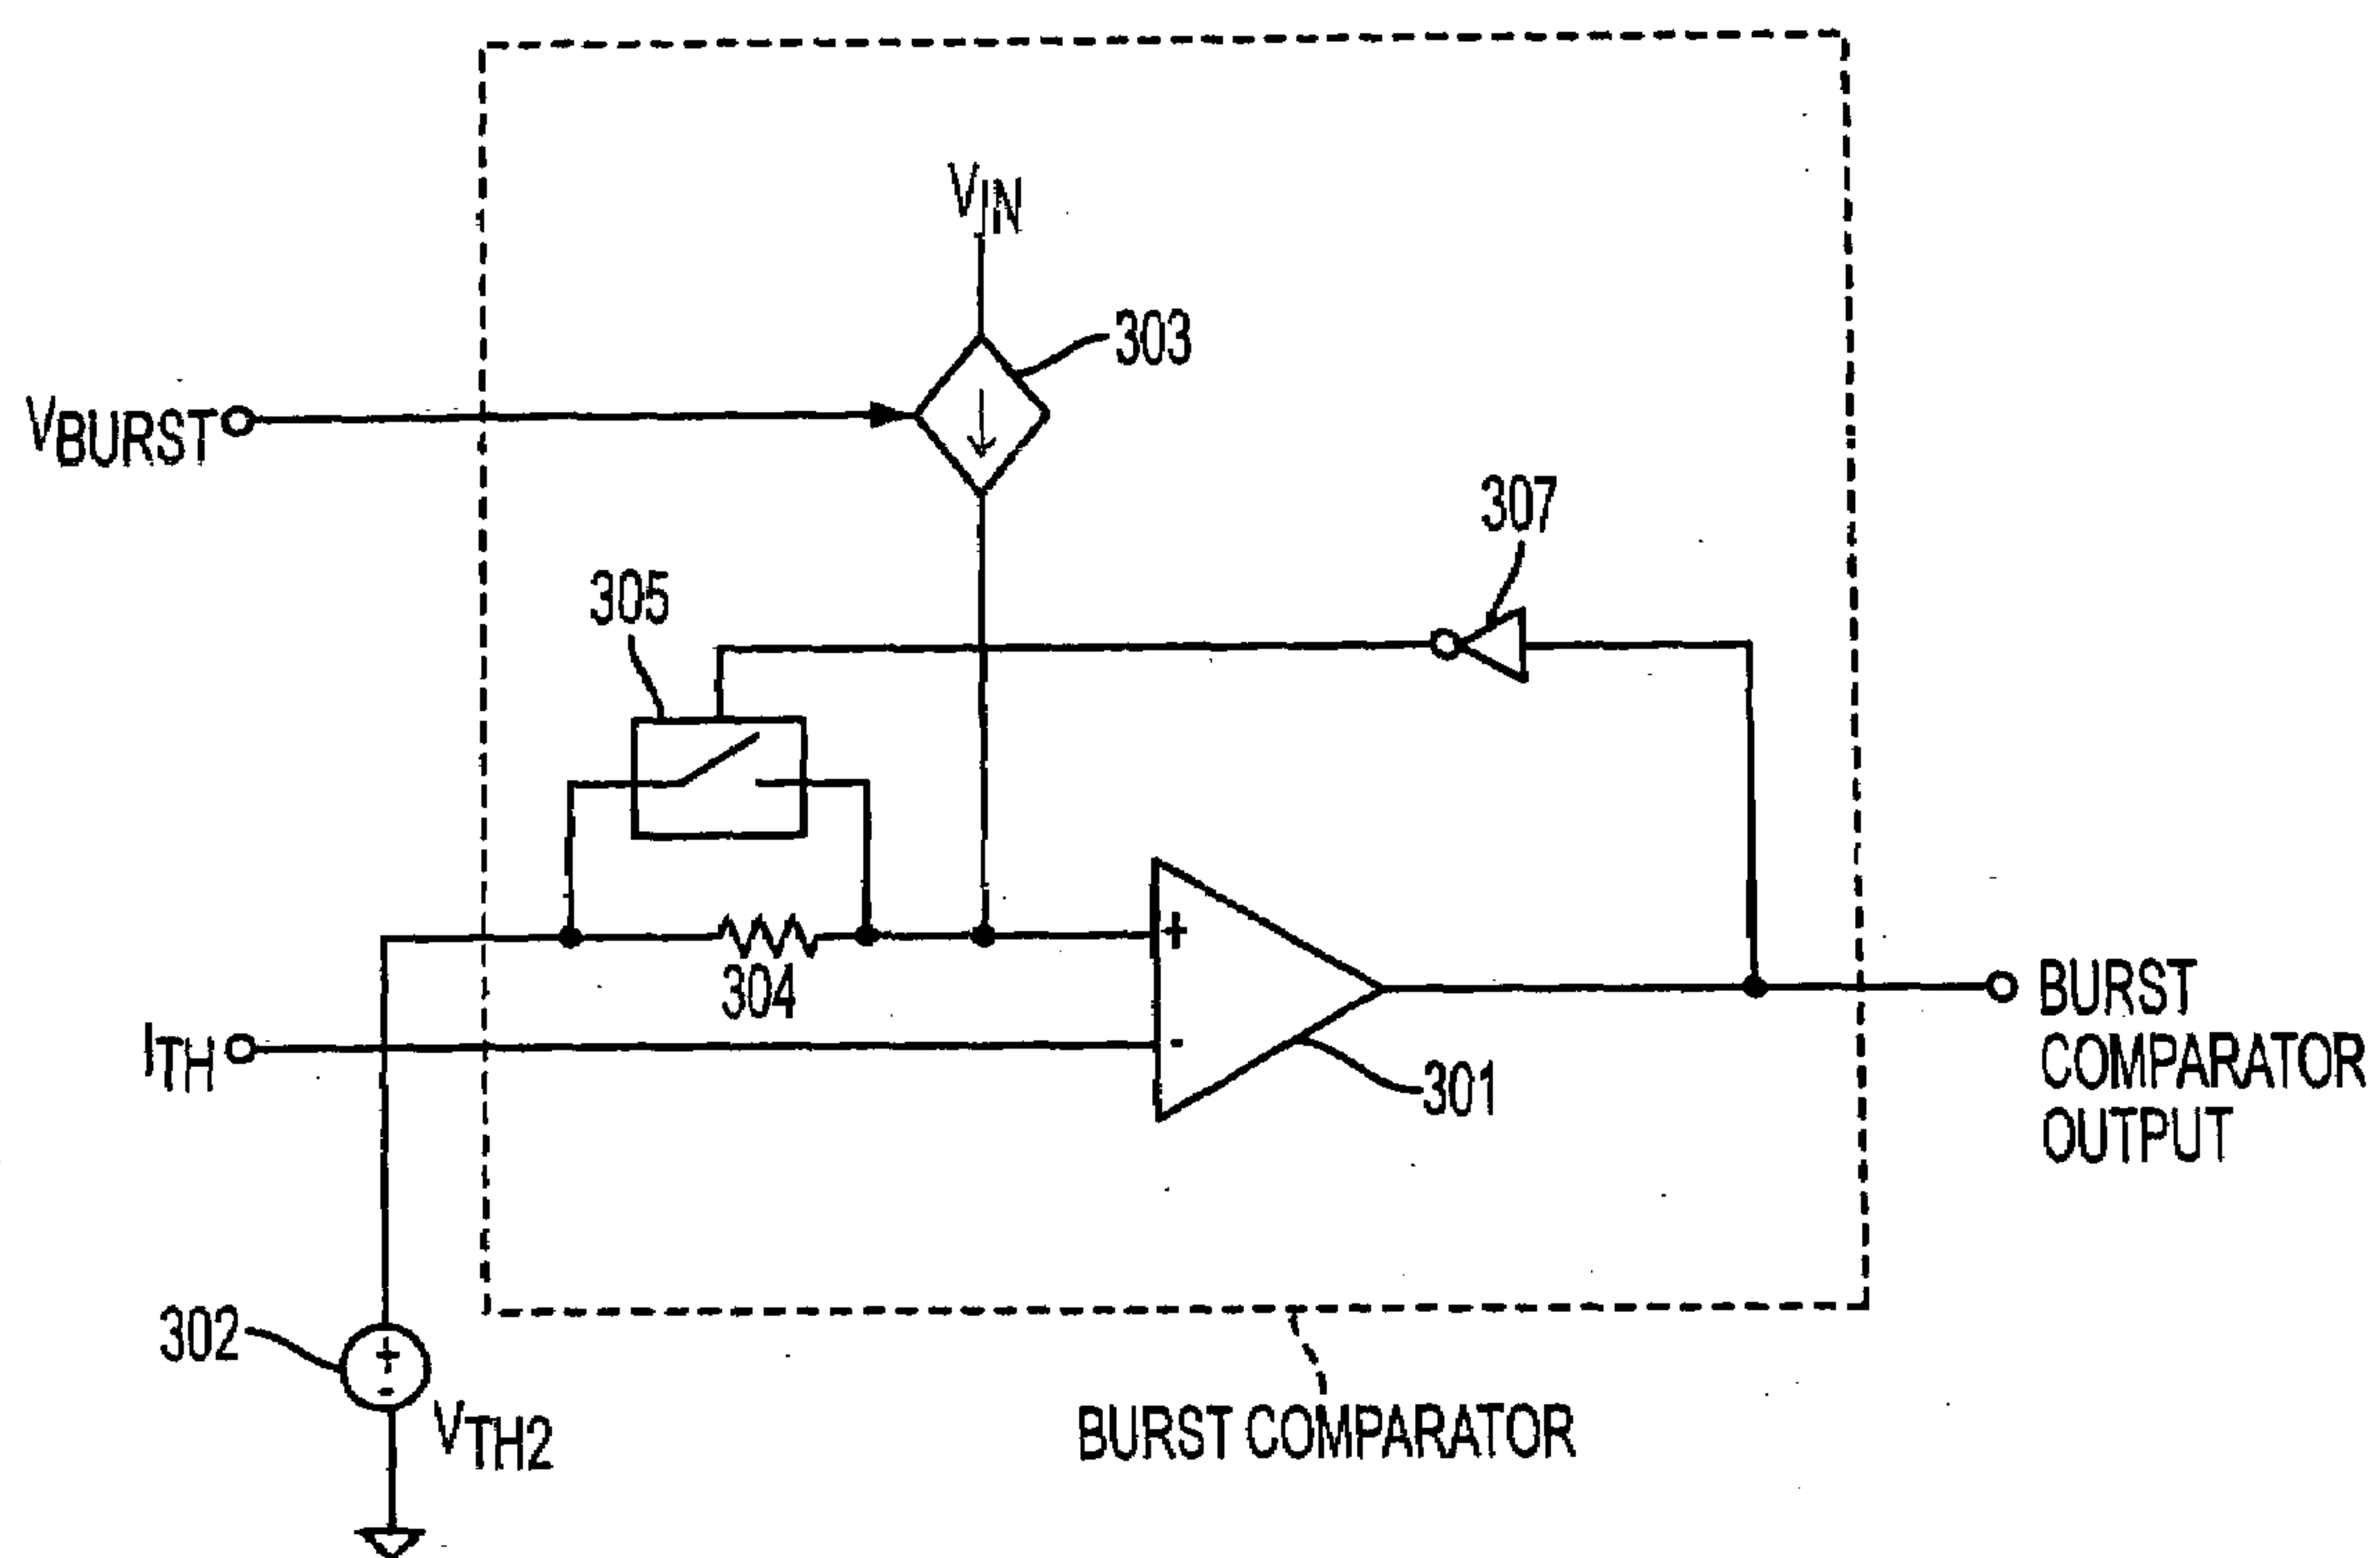 VIN
303
VBURST
307
305
+
304
BURST
COMPARATOR
OUTPUT
ITH
-
301
302
+
-
VTH2
BURST COMPARATOR